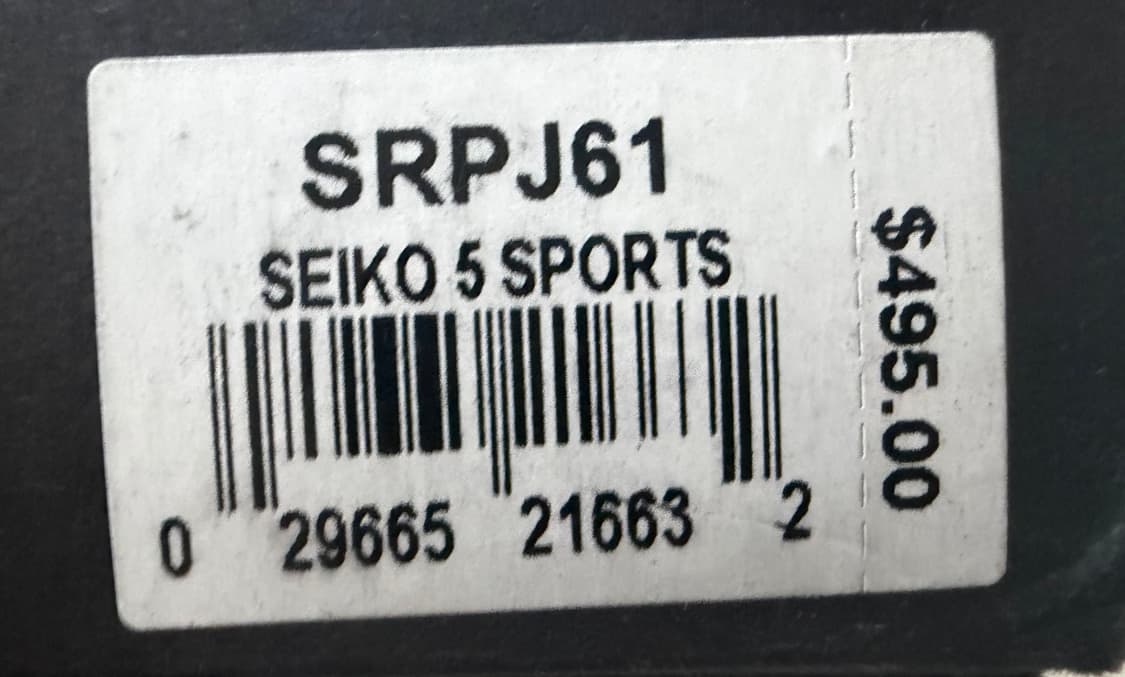 SRPJ61
SEIKO 5 SPORTS
0 29665 21663 2
$495.00